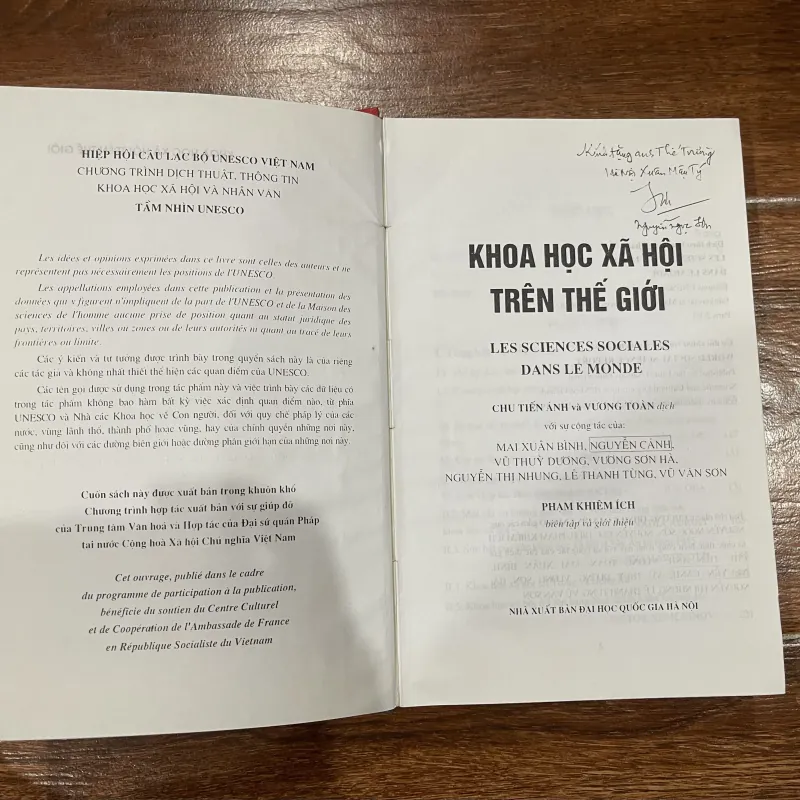 HIỆP HỘI CÂU LẠC BỘ UNESCO VIỆT NAM
CHƯƠNG TRÌNH DỊCH THUẬT, THÔNG TIN
KHOA HỌC XÃ HỘI VÀ NHÂN VĂN
TẦM NHÌN UNESCO
Les idées et opinions exprimées dans ce livre sont celles des auteurs et ne
représentent pas nécessairement les positions de l'UNESCO.
Les appellations employées dans cette publication et la présentation des
données qui y figurent n'impliquent de la part de l'UNESCO et de la Maison des
sciences de l'homme aucune prise de position quant au statut juridique des
pays, territoires, villes ou zones ou de leurs autorités ni quant au tracé de leurs
frontières ou limite.
Các ý kiến và tư tưởng được trình bày trong quyển sách này là của riêng
các tác giả và không nhất thiết thể hiện các quan điểm của UNESCO.
Các tên gọi được sử dụng trong tác phẩm này và việc trình bày các dữ liệu có
trong tác phẩm không bao hàm bất kỳ việc xác định quan điểm nào, từ phía
UNESCO và Nhà các Khoa học về Con người, đối với quy chế pháp lý của các
nước, vùng lãnh thổ, thành phố hoặc vùng, hay của chính quyền những nơi này,
cũng như đối với các đường biên giới hoặc đường phân giới hạn của những nơi này.
Cuốn sách này được xuất bản trong khuôn khổ
Chương trình hợp tác xuất bản với sự giúp đỡ
của Trung tâm Văn hoá và Hợp tác của Đại sứ quán Pháp
tại nước Cộng hoà Xã hội Chủ nghĩa Việt Nam
Cet ouvrage, publié dans le cadre
du programme de participation à la publication,
bénéficie du soutien du Centre Culturel
et de Coopération de l'Ambassade de France
en République Socialiste du Vietnam
Kính tặng anh Thế Trường
Hà Nội Xuân Mậu Tý
Nguyễn Ngọc Sơn
KHOA HỌC XÃ HỘI
TRÊN THẾ GIỚI
LES SCIENCES SOCIALES
DANS LE MONDE
CHU TIẾN ÁNH và VƯƠNG TOÀN dịch
với sự cộng tác của:
MAI XUÂN BÌNH, NGUYỄN CẢNH,
VŨ THUỲ DƯƠNG, VƯƠNG SƠN HÀ,
NGUYỄN THỊ NHUNG, LÊ THANH TÙNG, VŨ VĂN SƠN
PHẠM KHIÊM ÍCH
biên tập và giới thiệu
NHÀ XUẤT BẢN ĐẠI HỌC QUỐC GIA HÀ NỘI